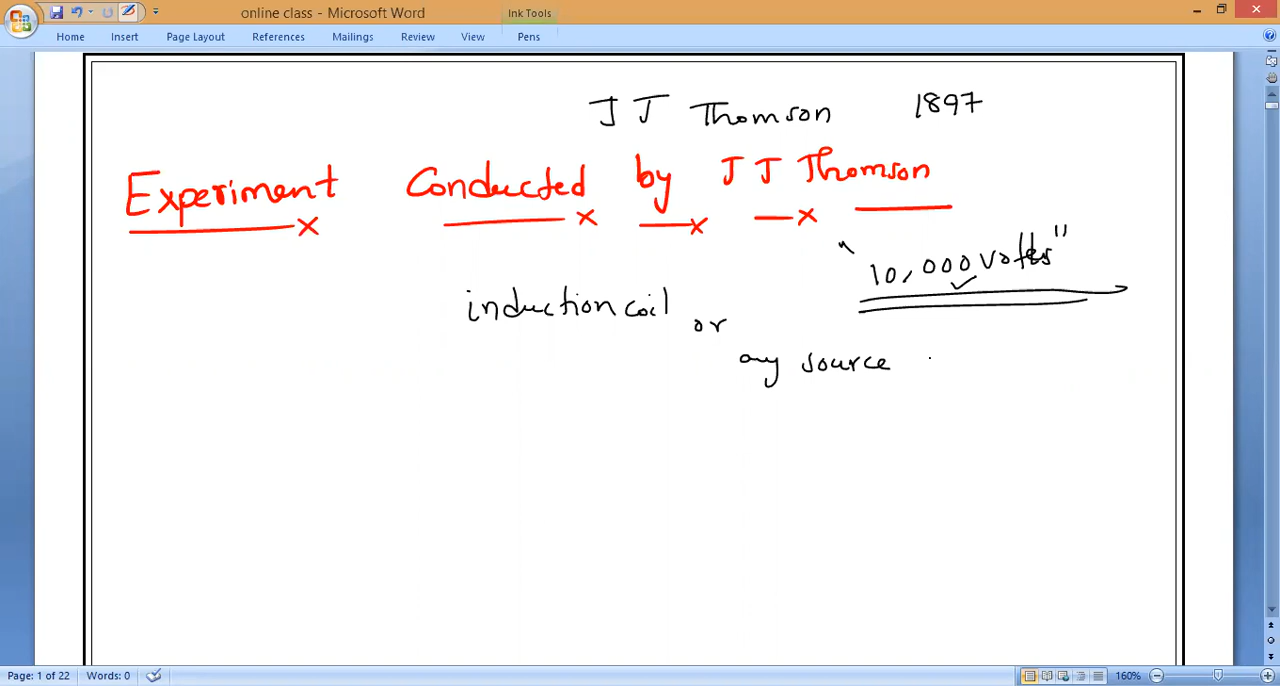 online class - Microsoft Word
Ink Tools
Home Insert Page Layout References Mailings Review View Pens
J J Thomson 1897
Experiment Conducted by J J Thomson
"10,000 volts"
induction coil
or
any source
Page: 1 of 22 Words: 0 160%